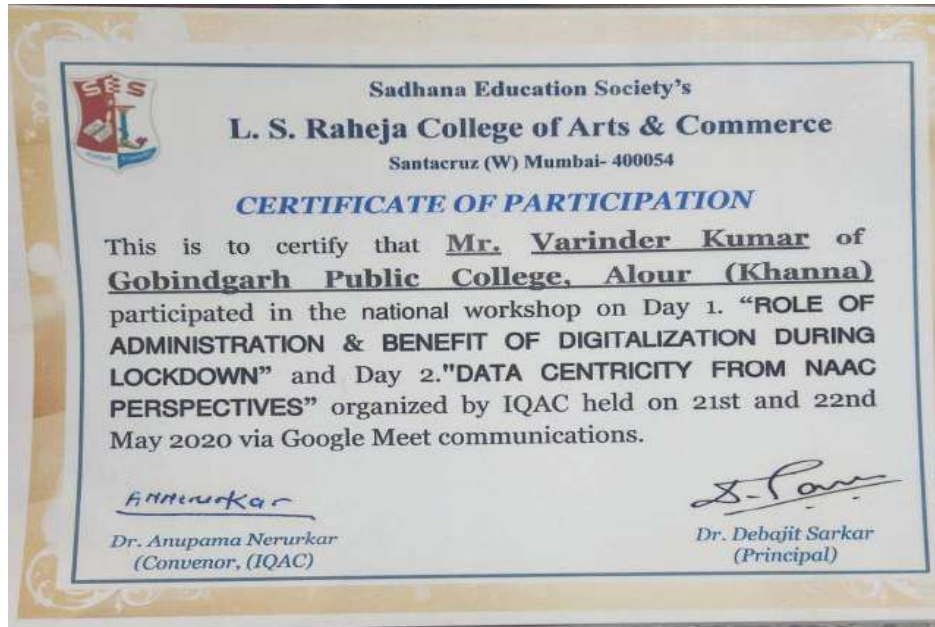 SES
Sadhana Education Society's
L. S. Raheja College of Arts & Commerce
Santacruz (W) Mumbai- 400054
CERTIFICATE OF PARTICIPATION
This is to certify that Mr. Varinder Kumar of
Gobindgarh Public College, Alour (Khanna)
participated in the national workshop on Day 1. “ROLE OF
ADMINISTRATION & BENEFIT OF DIGITALIZATION DURING
LOCKDOWN” and Day 2."DATA CENTRICITY FROM NAAC
PERSPECTIVES” organized by IQAC held on 21st and 22nd
May 2020 via Google Meet communications.
Dr. Anupama Nerurkar
(Convenor, (IQAC)
Dr. Debajit Sarkar
(Principal)